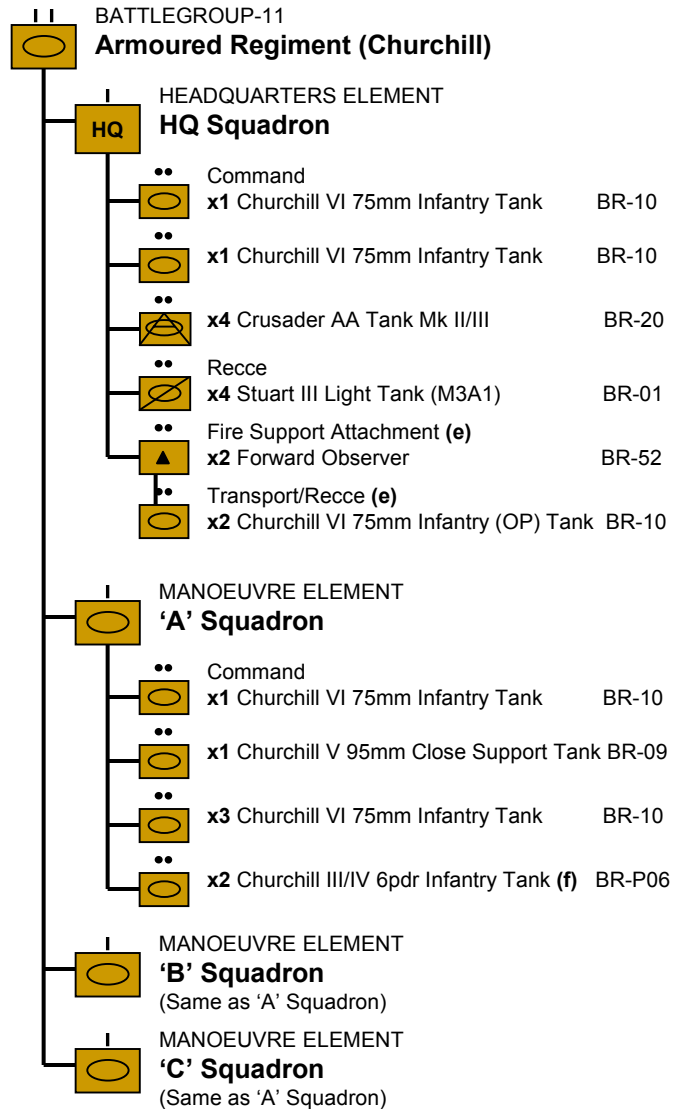 BATTLEGROUP-11
Armoured Regiment (Churchill)
HEADQUARTERS ELEMENT
HQ
HQ Squadron
Command
x1 Churchill VI 75mm Infantry Tank BR-10
x1 Churchill VI 75mm Infantry Tank BR-10
x4 Crusader AA Tank Mk II/III BR-20
Recce
x4 Stuart III Light Tank (M3A1) BR-01
Fire Support Attachment (e)
x2 Forward Observer BR-52
Transport/Recce (e)
x2 Churchill VI 75mm Infantry (OP) Tank BR-10
MANOEUVRE ELEMENT
‘A’ Squadron
Command
x1 Churchill VI 75mm Infantry Tank BR-10
x1 Churchill V 95mm Close Support Tank BR-09
x3 Churchill VI 75mm Infantry Tank BR-10
x2 Churchill III/IV 6pdr Infantry Tank (f) BR-P06
MANOEUVRE ELEMENT
‘B’ Squadron
(Same as ‘A’ Squadron)
MANOEUVRE ELEMENT
‘C’ Squadron
(Same as ‘A’ Squadron)